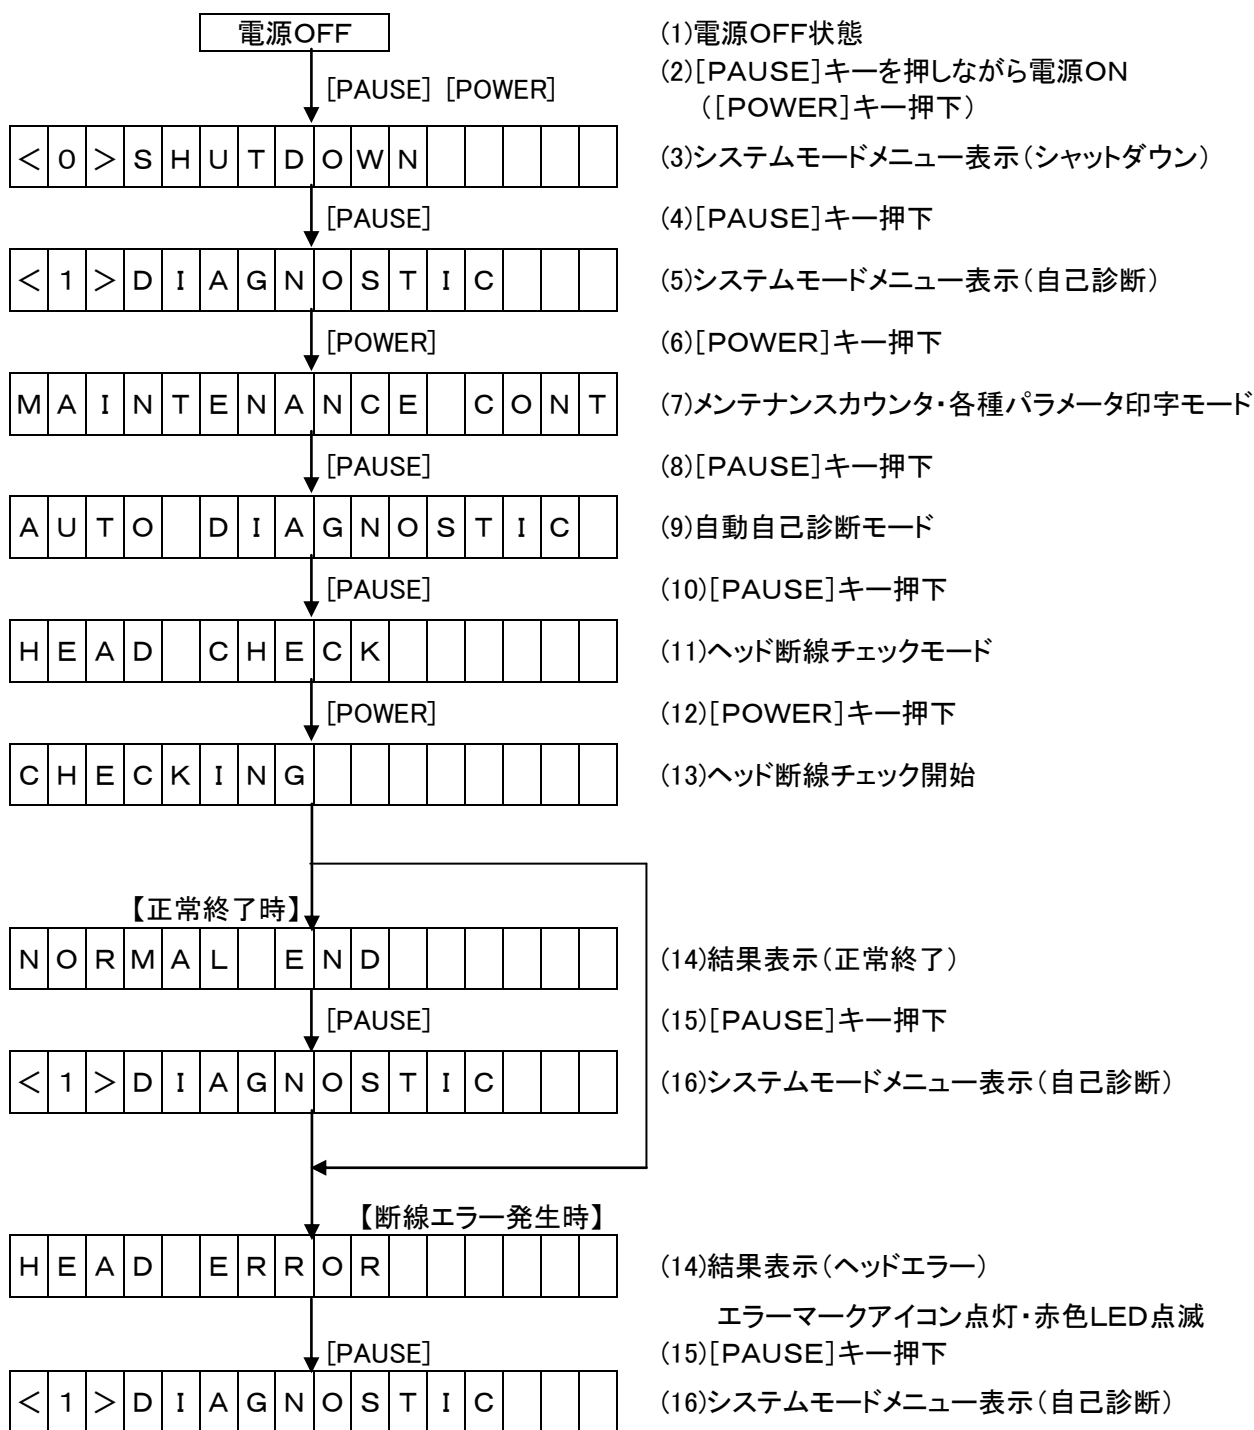 電源OFF (1)電源OFF状態
[PAUSE] [POWER] (2)[PAUSE]キーを押しながら電源ON
([POWER]キー押下)
<0>SHUTDOWN (3)システムモードメニュー表示(シャットダウン)
[PAUSE] (4)[PAUSE]キー押下
<1>DIAGNOSTIC (5)システムモードメニュー表示(自己診断)
[POWER] (6)[POWER]キー押下
MAINTENANCE CONT (7)メンテナンスカウンタ・各種パラメータ印字モード
[PAUSE] (8)[PAUSE]キー押下
AUTO DIAGNOSTIC (9)自動自己診断モード
[PAUSE] (10)[PAUSE]キー押下
HEAD CHECK (11)ヘッド断線チェックモード
[POWER] (12)[POWER]キー押下
CHECKING (13)ヘッド断線チェック開始
【正常終了時】
NORMAL END (14)結果表示(正常終了)
[PAUSE] (15)[PAUSE]キー押下
<1>DIAGNOSTIC (16)システムモードメニュー表示(自己診断)
【断線エラー発生時】
HEAD ERROR (14)結果表示(ヘッドエラー)
エラーマークアイコン点灯・赤色LED点滅
[PAUSE] (15)[PAUSE]キー押下
<1>DIAGNOSTIC (16)システムモードメニュー表示(自己診断)